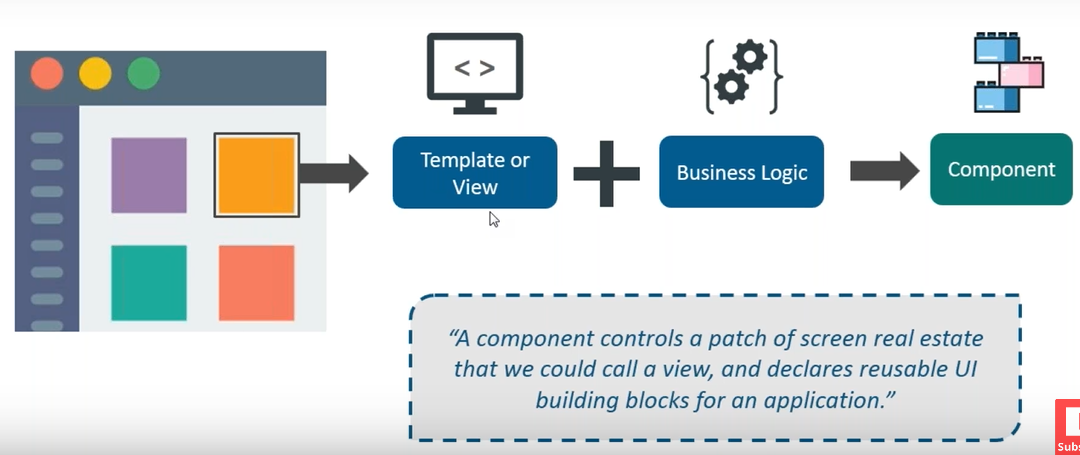 < >
Template or
View
Business Logic
Component
“A component controls a patch of screen real estate
that we could call a view, and declares reusable UI
building blocks for an application.”
Subs